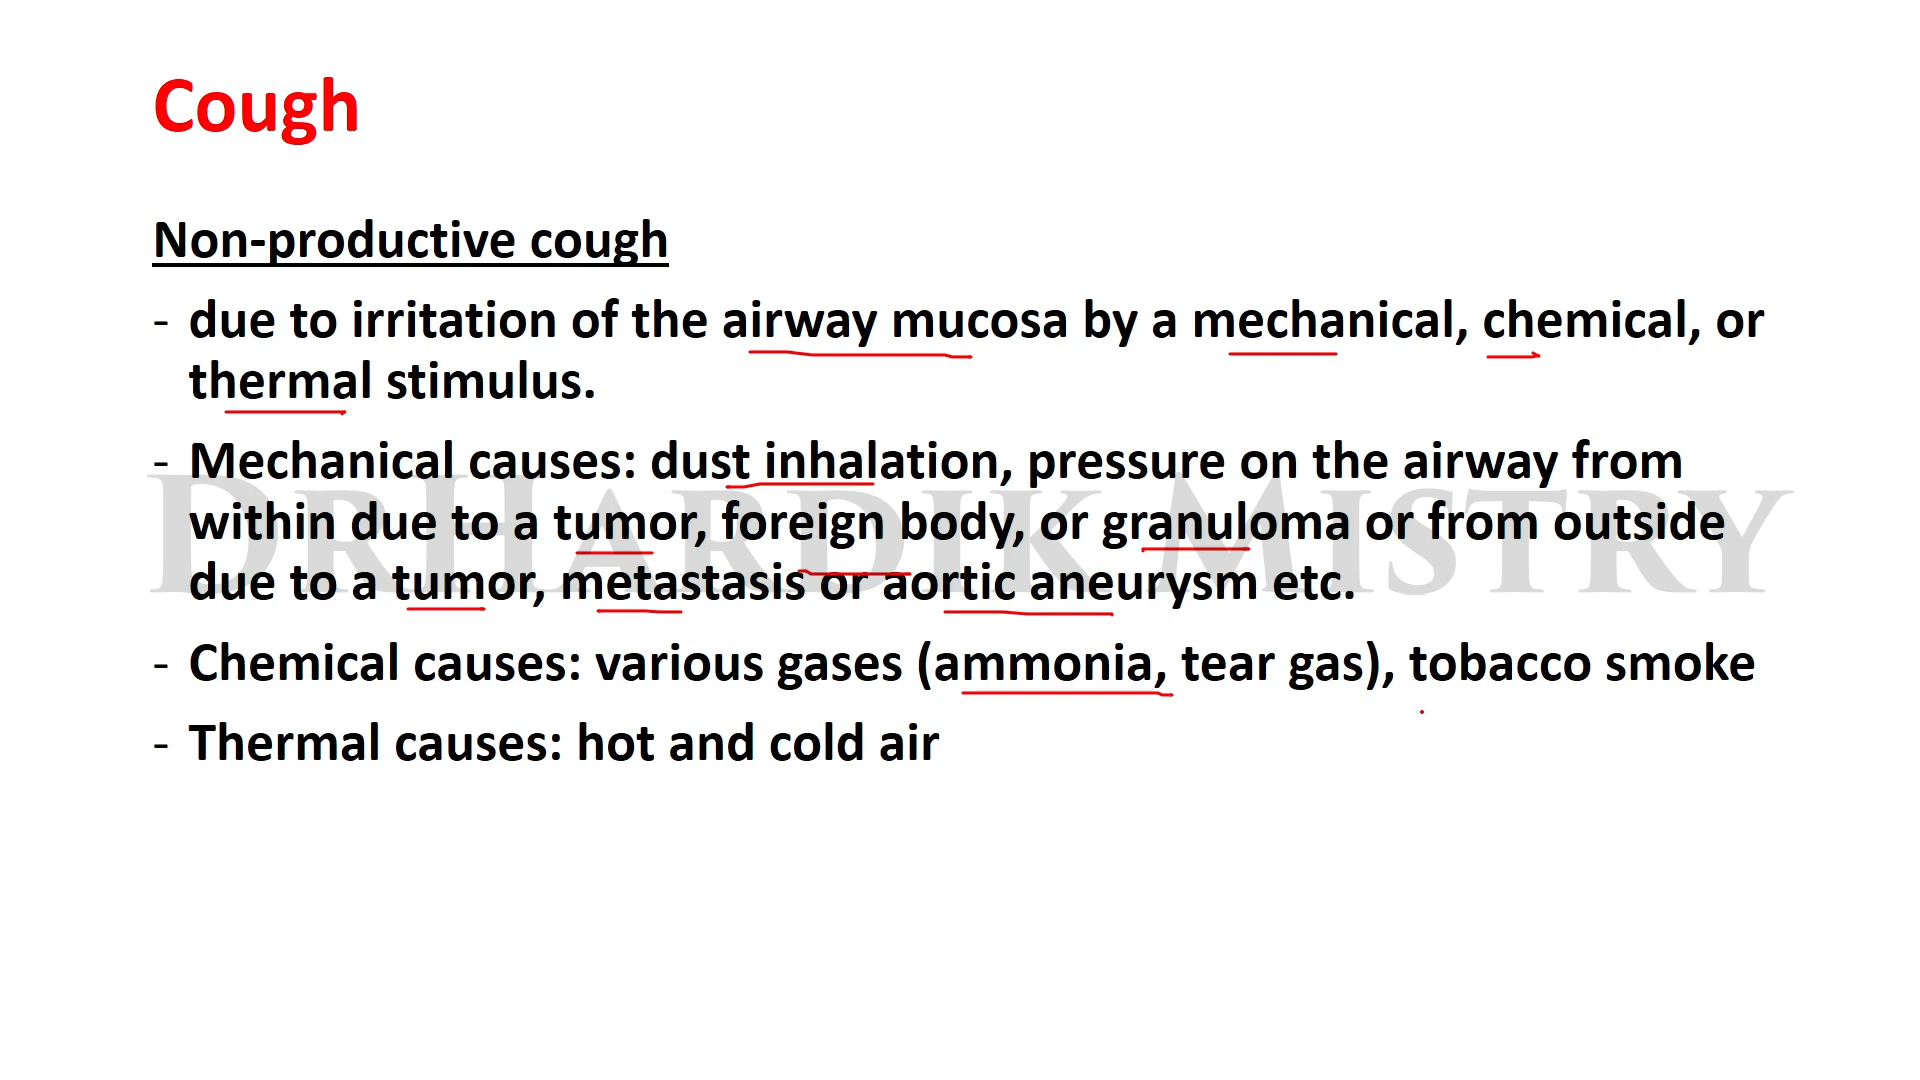 Cough
Non-productive cough
- due to irritation of the airway mucosa by a mechanical, chemical, or
thermal stimulus.
- Mechanical causes: dust inhalation, pressure on the airway from
within due to a tumor, foreign body, or granuloma or from outside
due to a tumor, metastasis or aortic aneurysm etc.
- Chemical causes: various gases (ammonia, tear gas), tobacco smoke
- Thermal causes: hot and cold air
DRHARDIK MISTRY